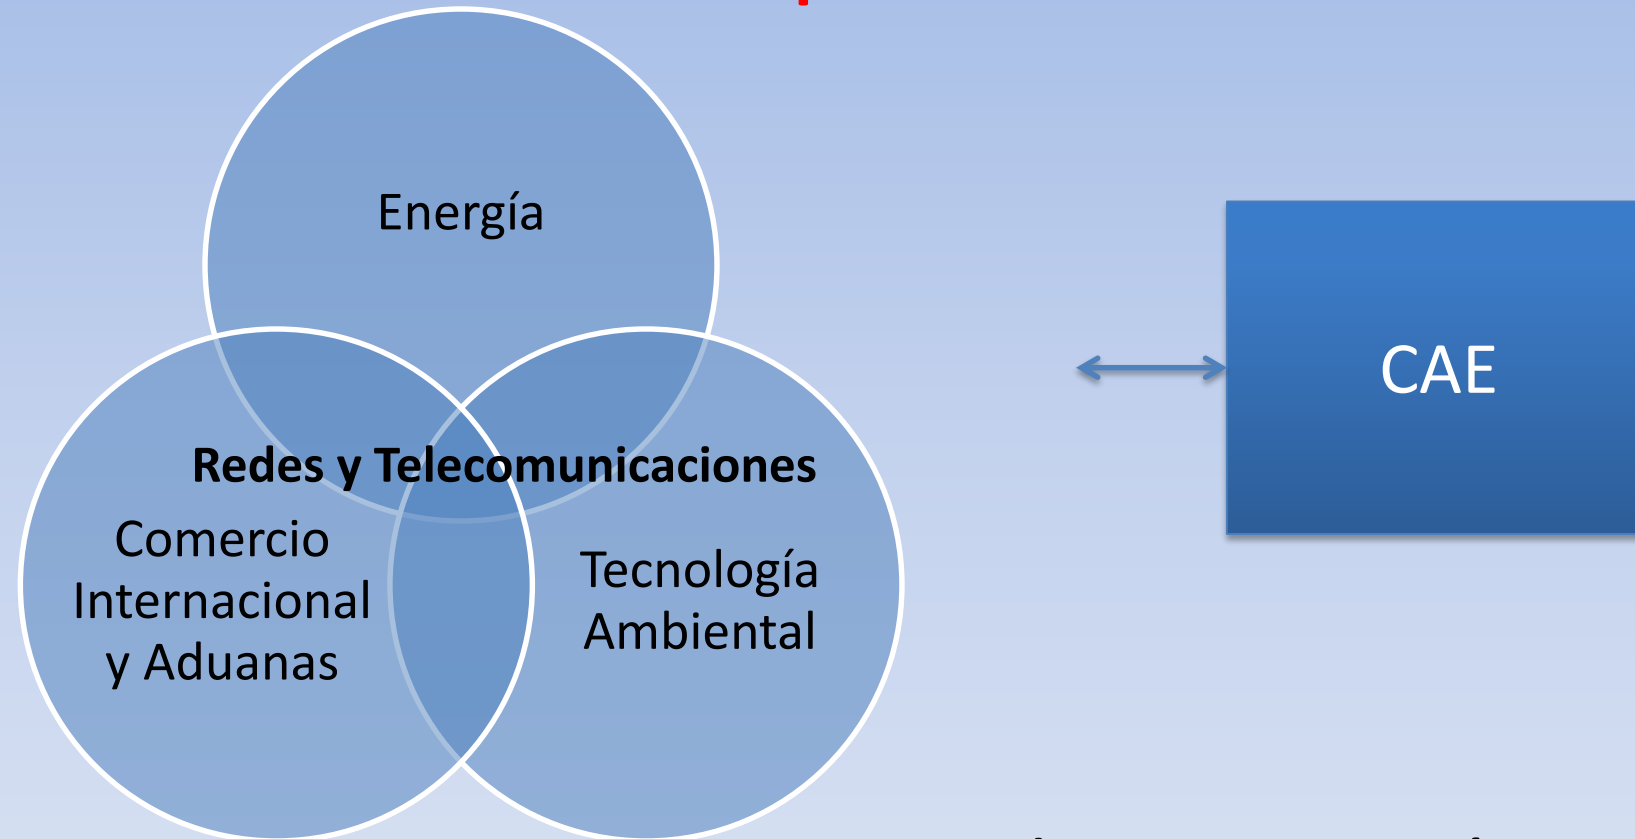 Energía
CAE
Redes y Telecomunicaciones
Comercio
Internacional
y Aduanas
Tecnología
Ambiental